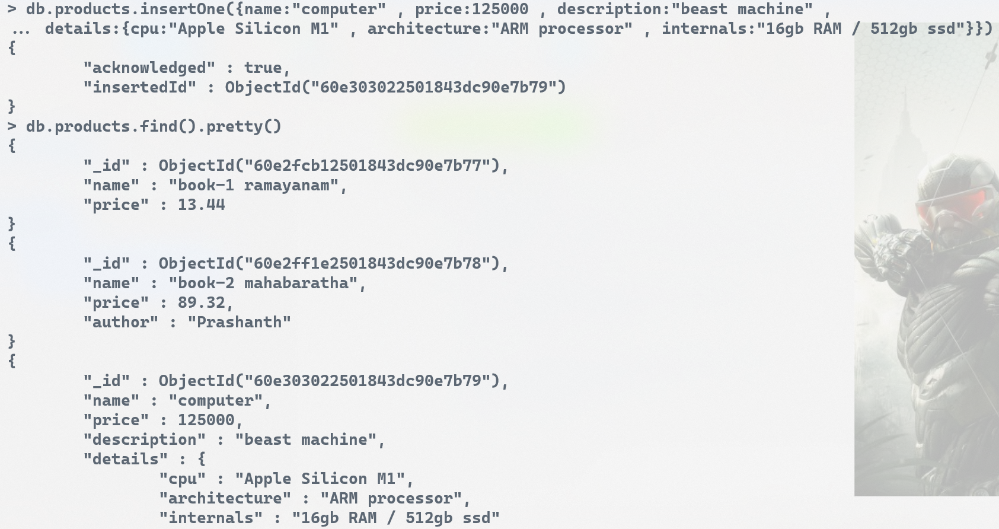 > db.products.insertOne({name:"computer" , price:125000 , description:"beast machine" ,
... details:{cpu:"Apple Silicon M1" , architecture:"ARM processor" , internals:"16gb RAM / 512gb ssd"}})
{
"acknowledged" : true,
"insertedId" : ObjectId("60e303022501843dc90e7b79")
}
> db.products.find().pretty()
{
"_id" : ObjectId("60e2fcb12501843dc90e7b77"),
"name" : "book-1 ramayanam",
"price" : 13.44
}
{
"_id" : ObjectId("60e2ff1e2501843dc90e7b78"),
"name" : "book-2 mahabaratha",
"price" : 89.32,
"author" : "Prashanth"
}
{
"_id" : ObjectId("60e303022501843dc90e7b79"),
"name" : "computer",
"price" : 125000,
"description" : "beast machine",
"details" : {
"cpu" : "Apple Silicon M1",
"architecture" : "ARM processor",
"internals" : "16gb RAM / 512gb ssd"